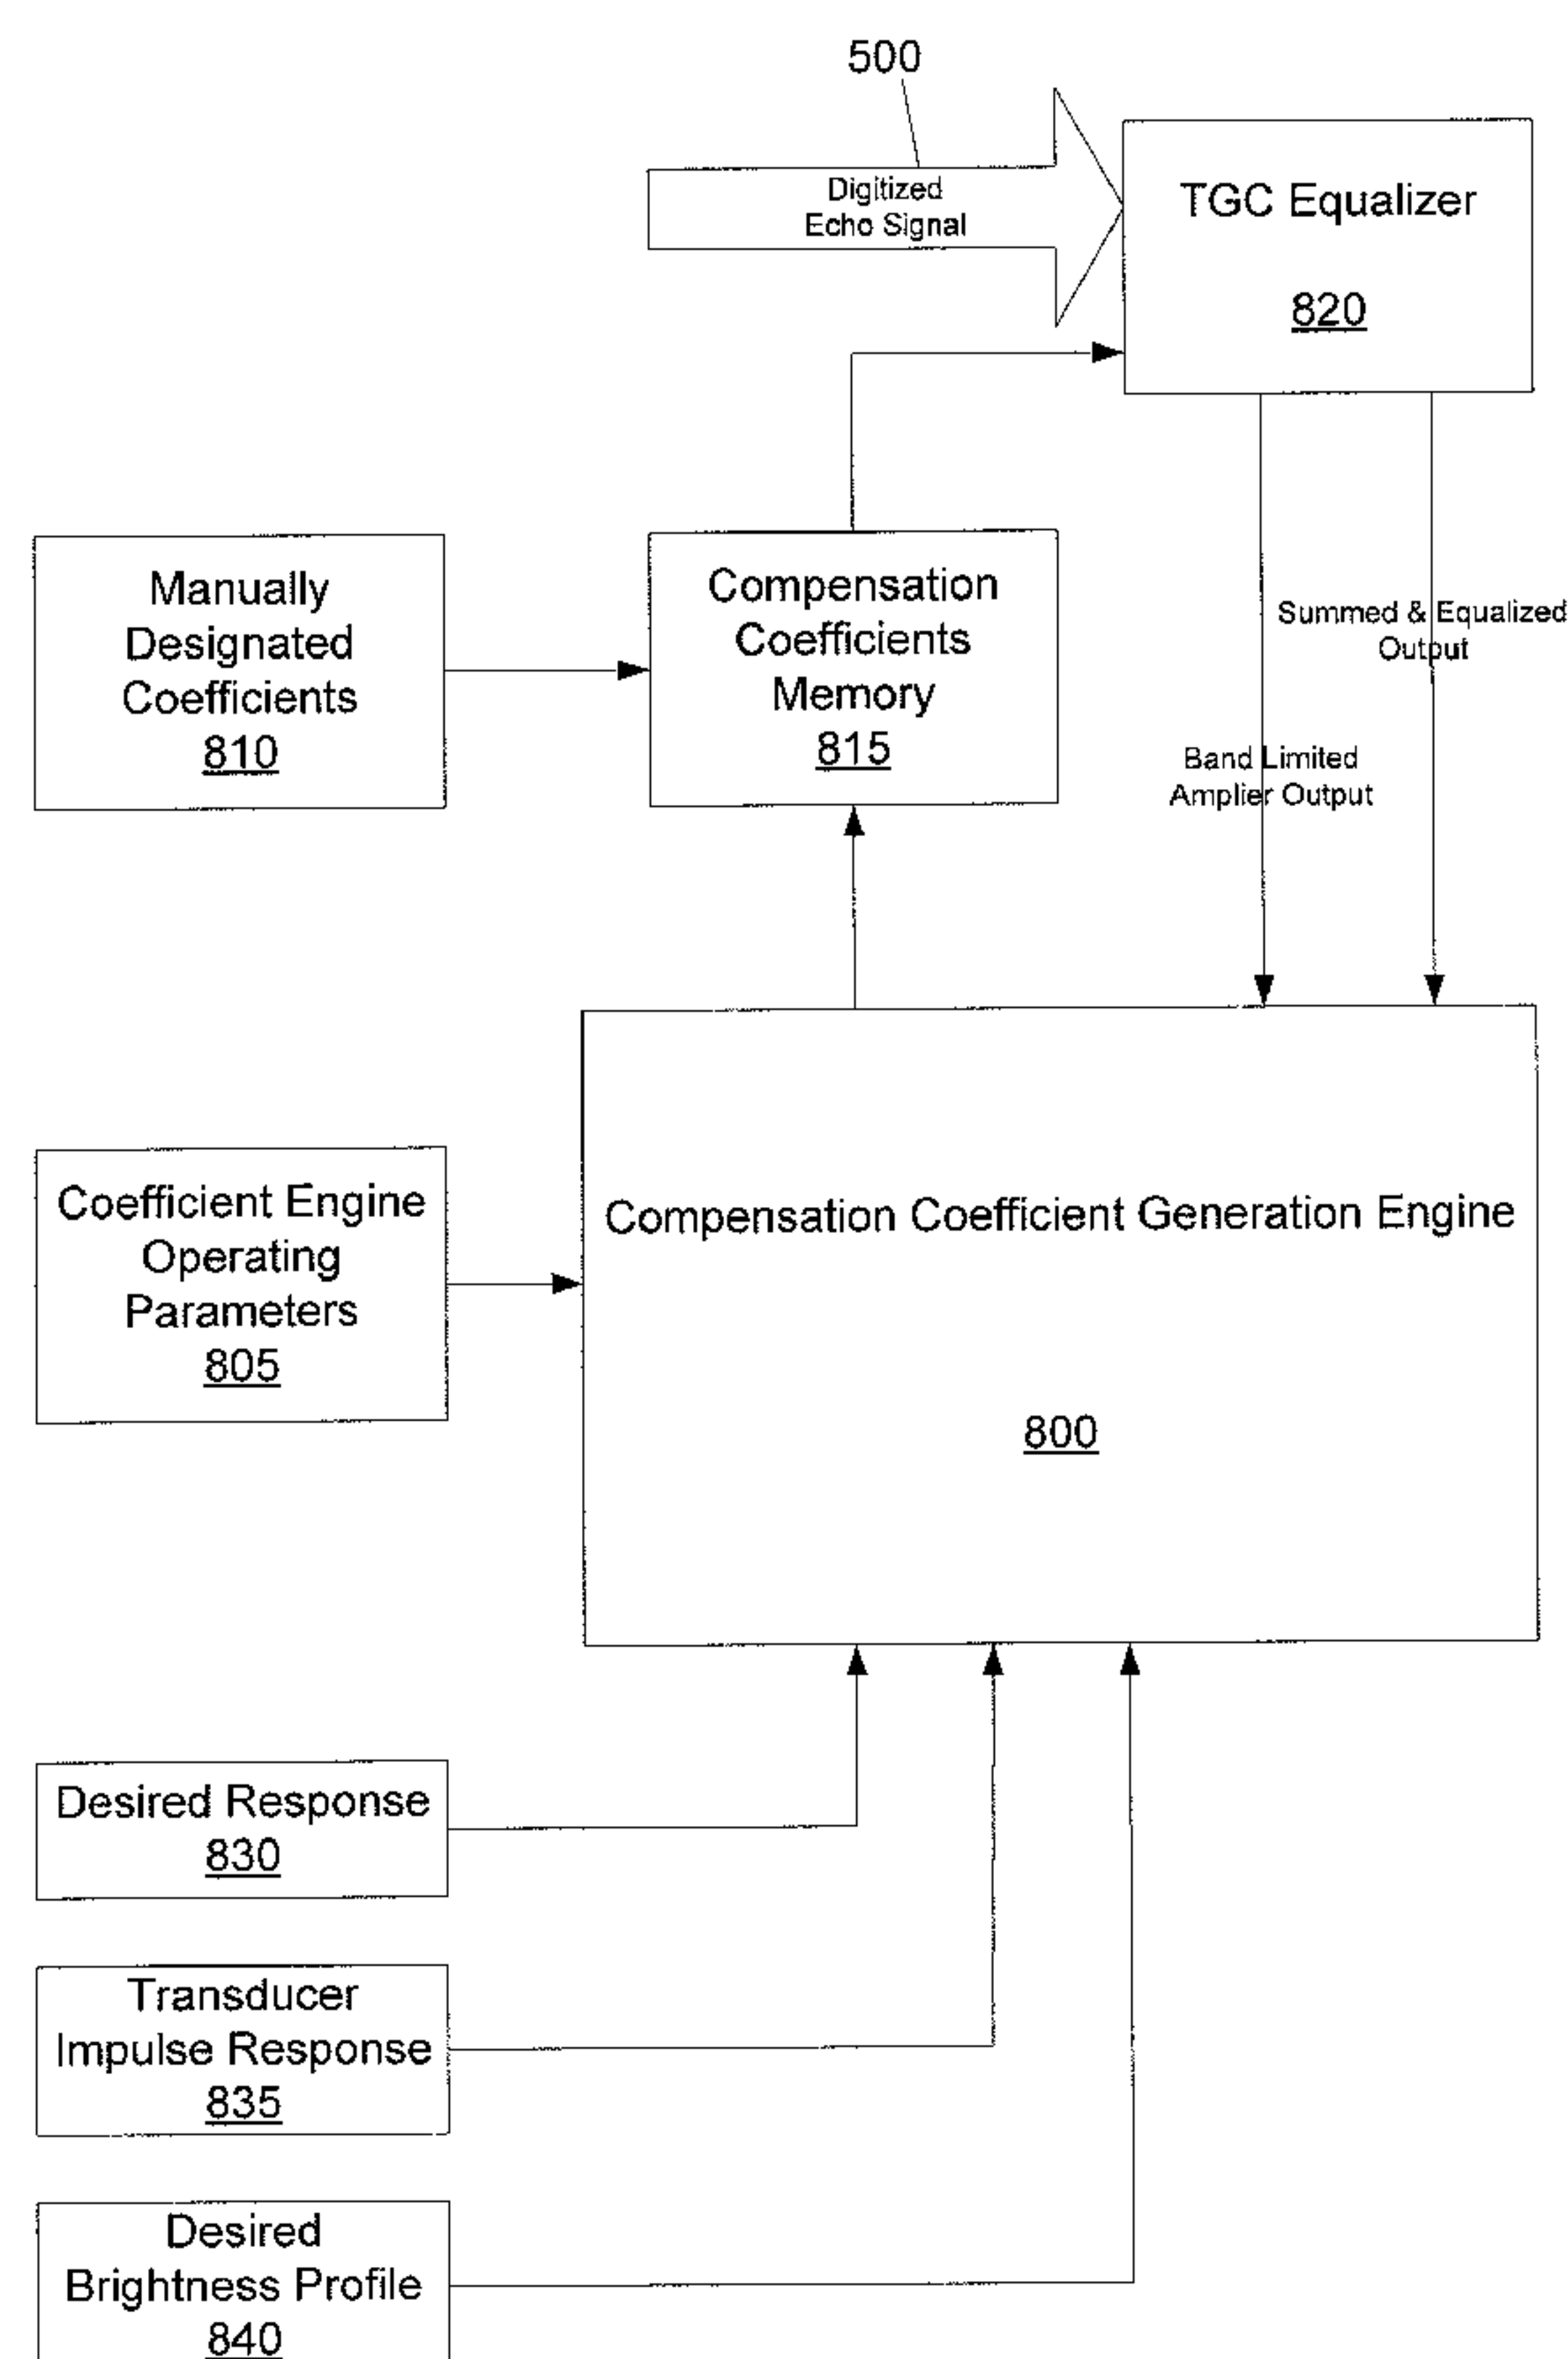 500
Digitized
Echo Signal
TGC Equalizer
820
Manually
Designated
Coefficients
810
Compensation
Coefficients
Memory
815
Summed & Equalized
Output
Band Limited
Amplier Output
Coefficient Engine
Operating
Parameters
805
Compensation Coefficient Generation Engine
800
Desired Response
830
Transducer
Impulse Response
835
Desired
Brightness Profile
840